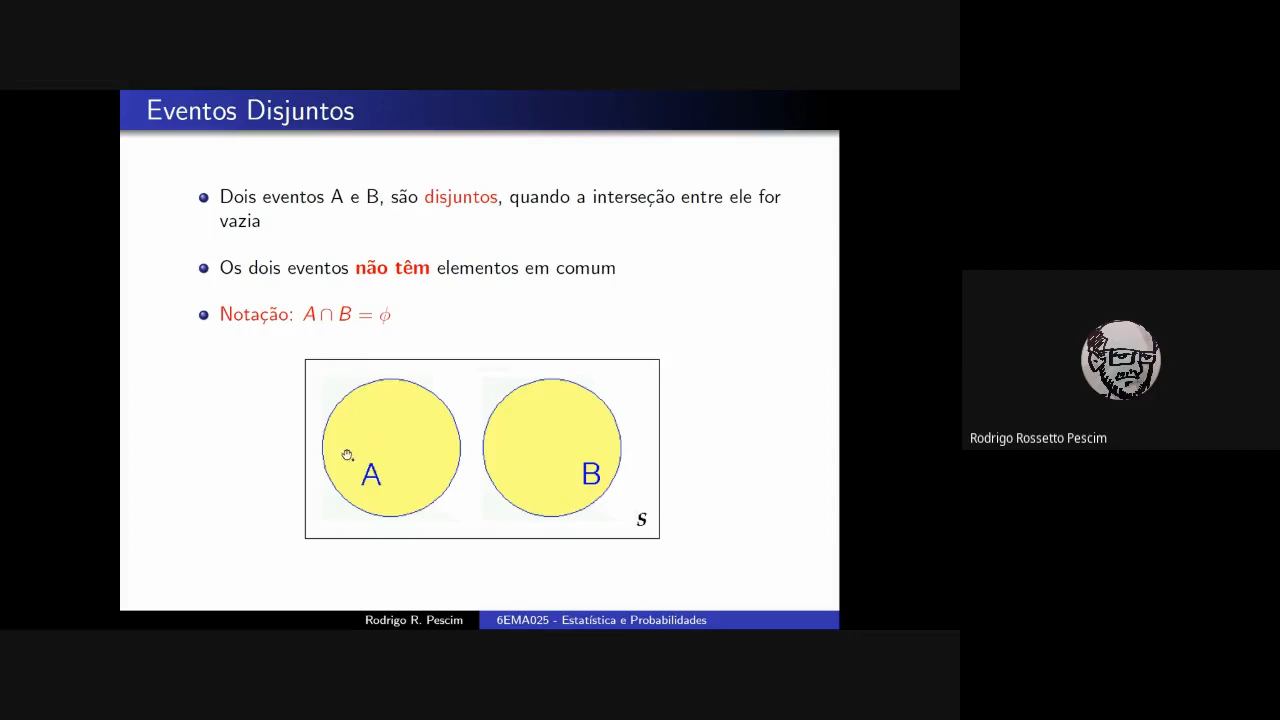 Eventos Disjuntos
Dois eventos A e B, são disjuntos, quando a interseção entre ele for
vazia
Os dois eventos não têm elementos em comum
Notação: A ∩ B = ϕ
A
B
S
Rodrigo Rossetto Pescim
Rodrigo R. Pescim
6EMA025 - Estatística e Probabilidades